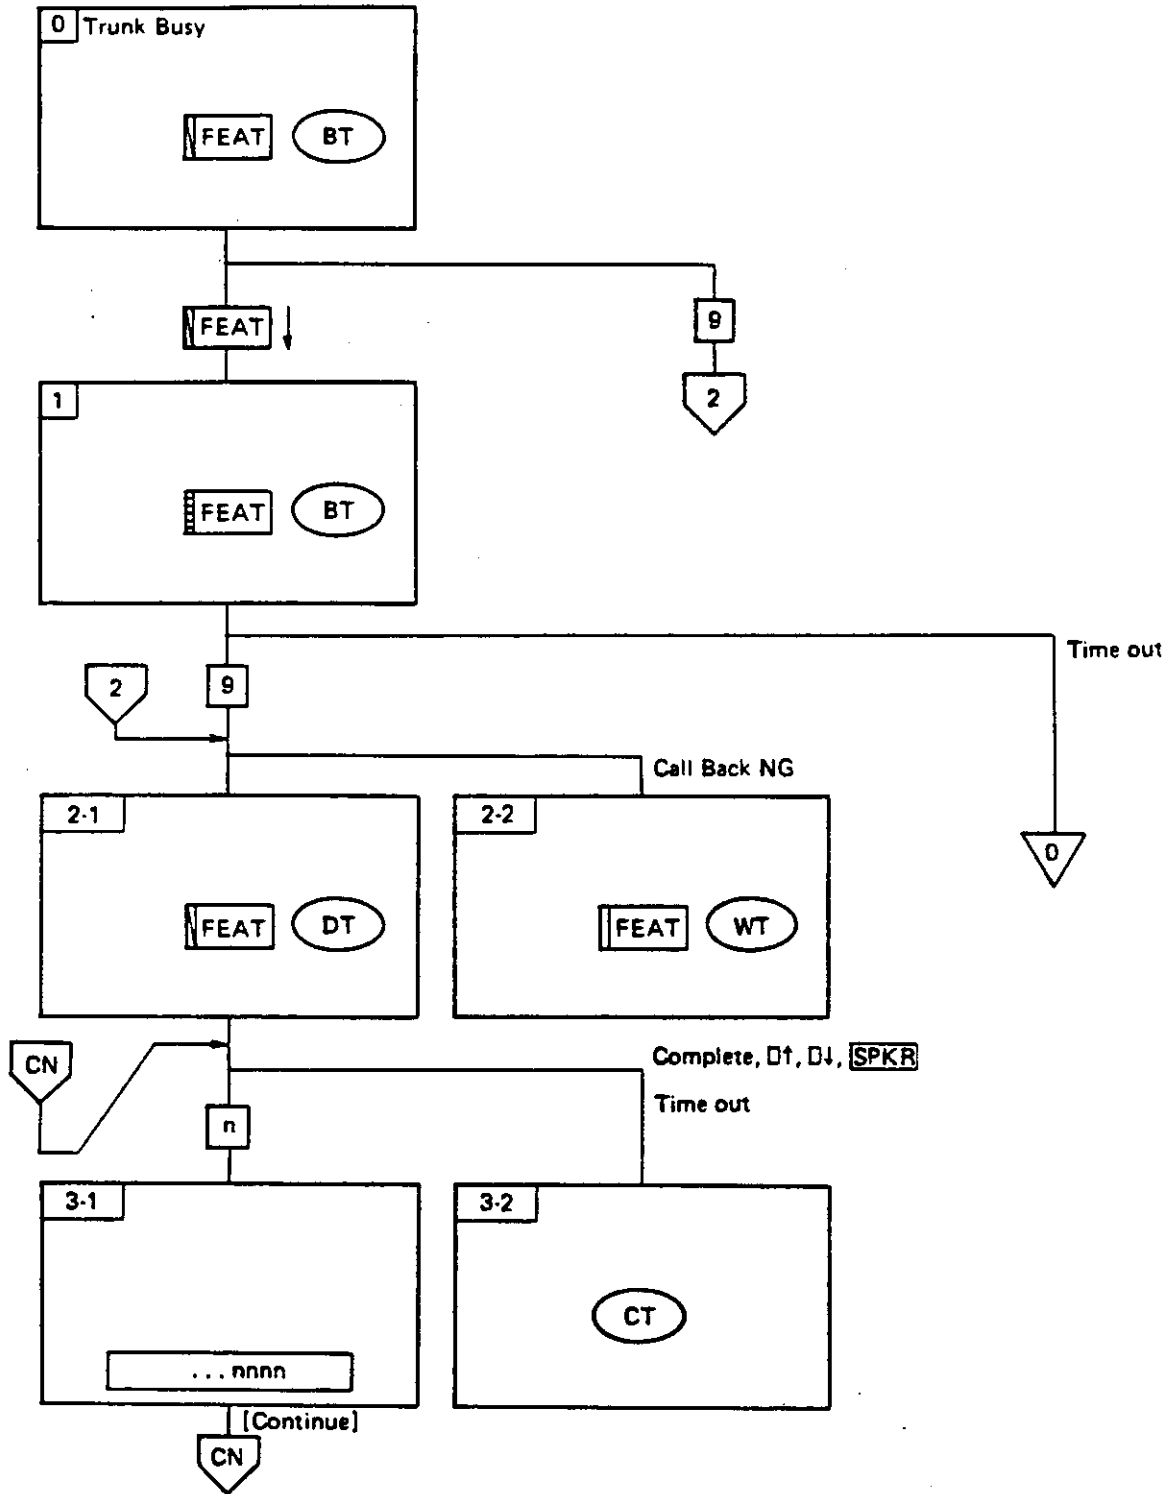 0 Trunk Busy
FEAT BT
FEAT ↓
9
2
1
FEAT BT
Time out
2
9
Call Back NG
2-1
2-2
0
FEAT DT
FEAT WT
CN
Complete, □↑, □↓, SPKR
Time out
n
3-1
3-2
CT
...nnnn
[Continue]
CN